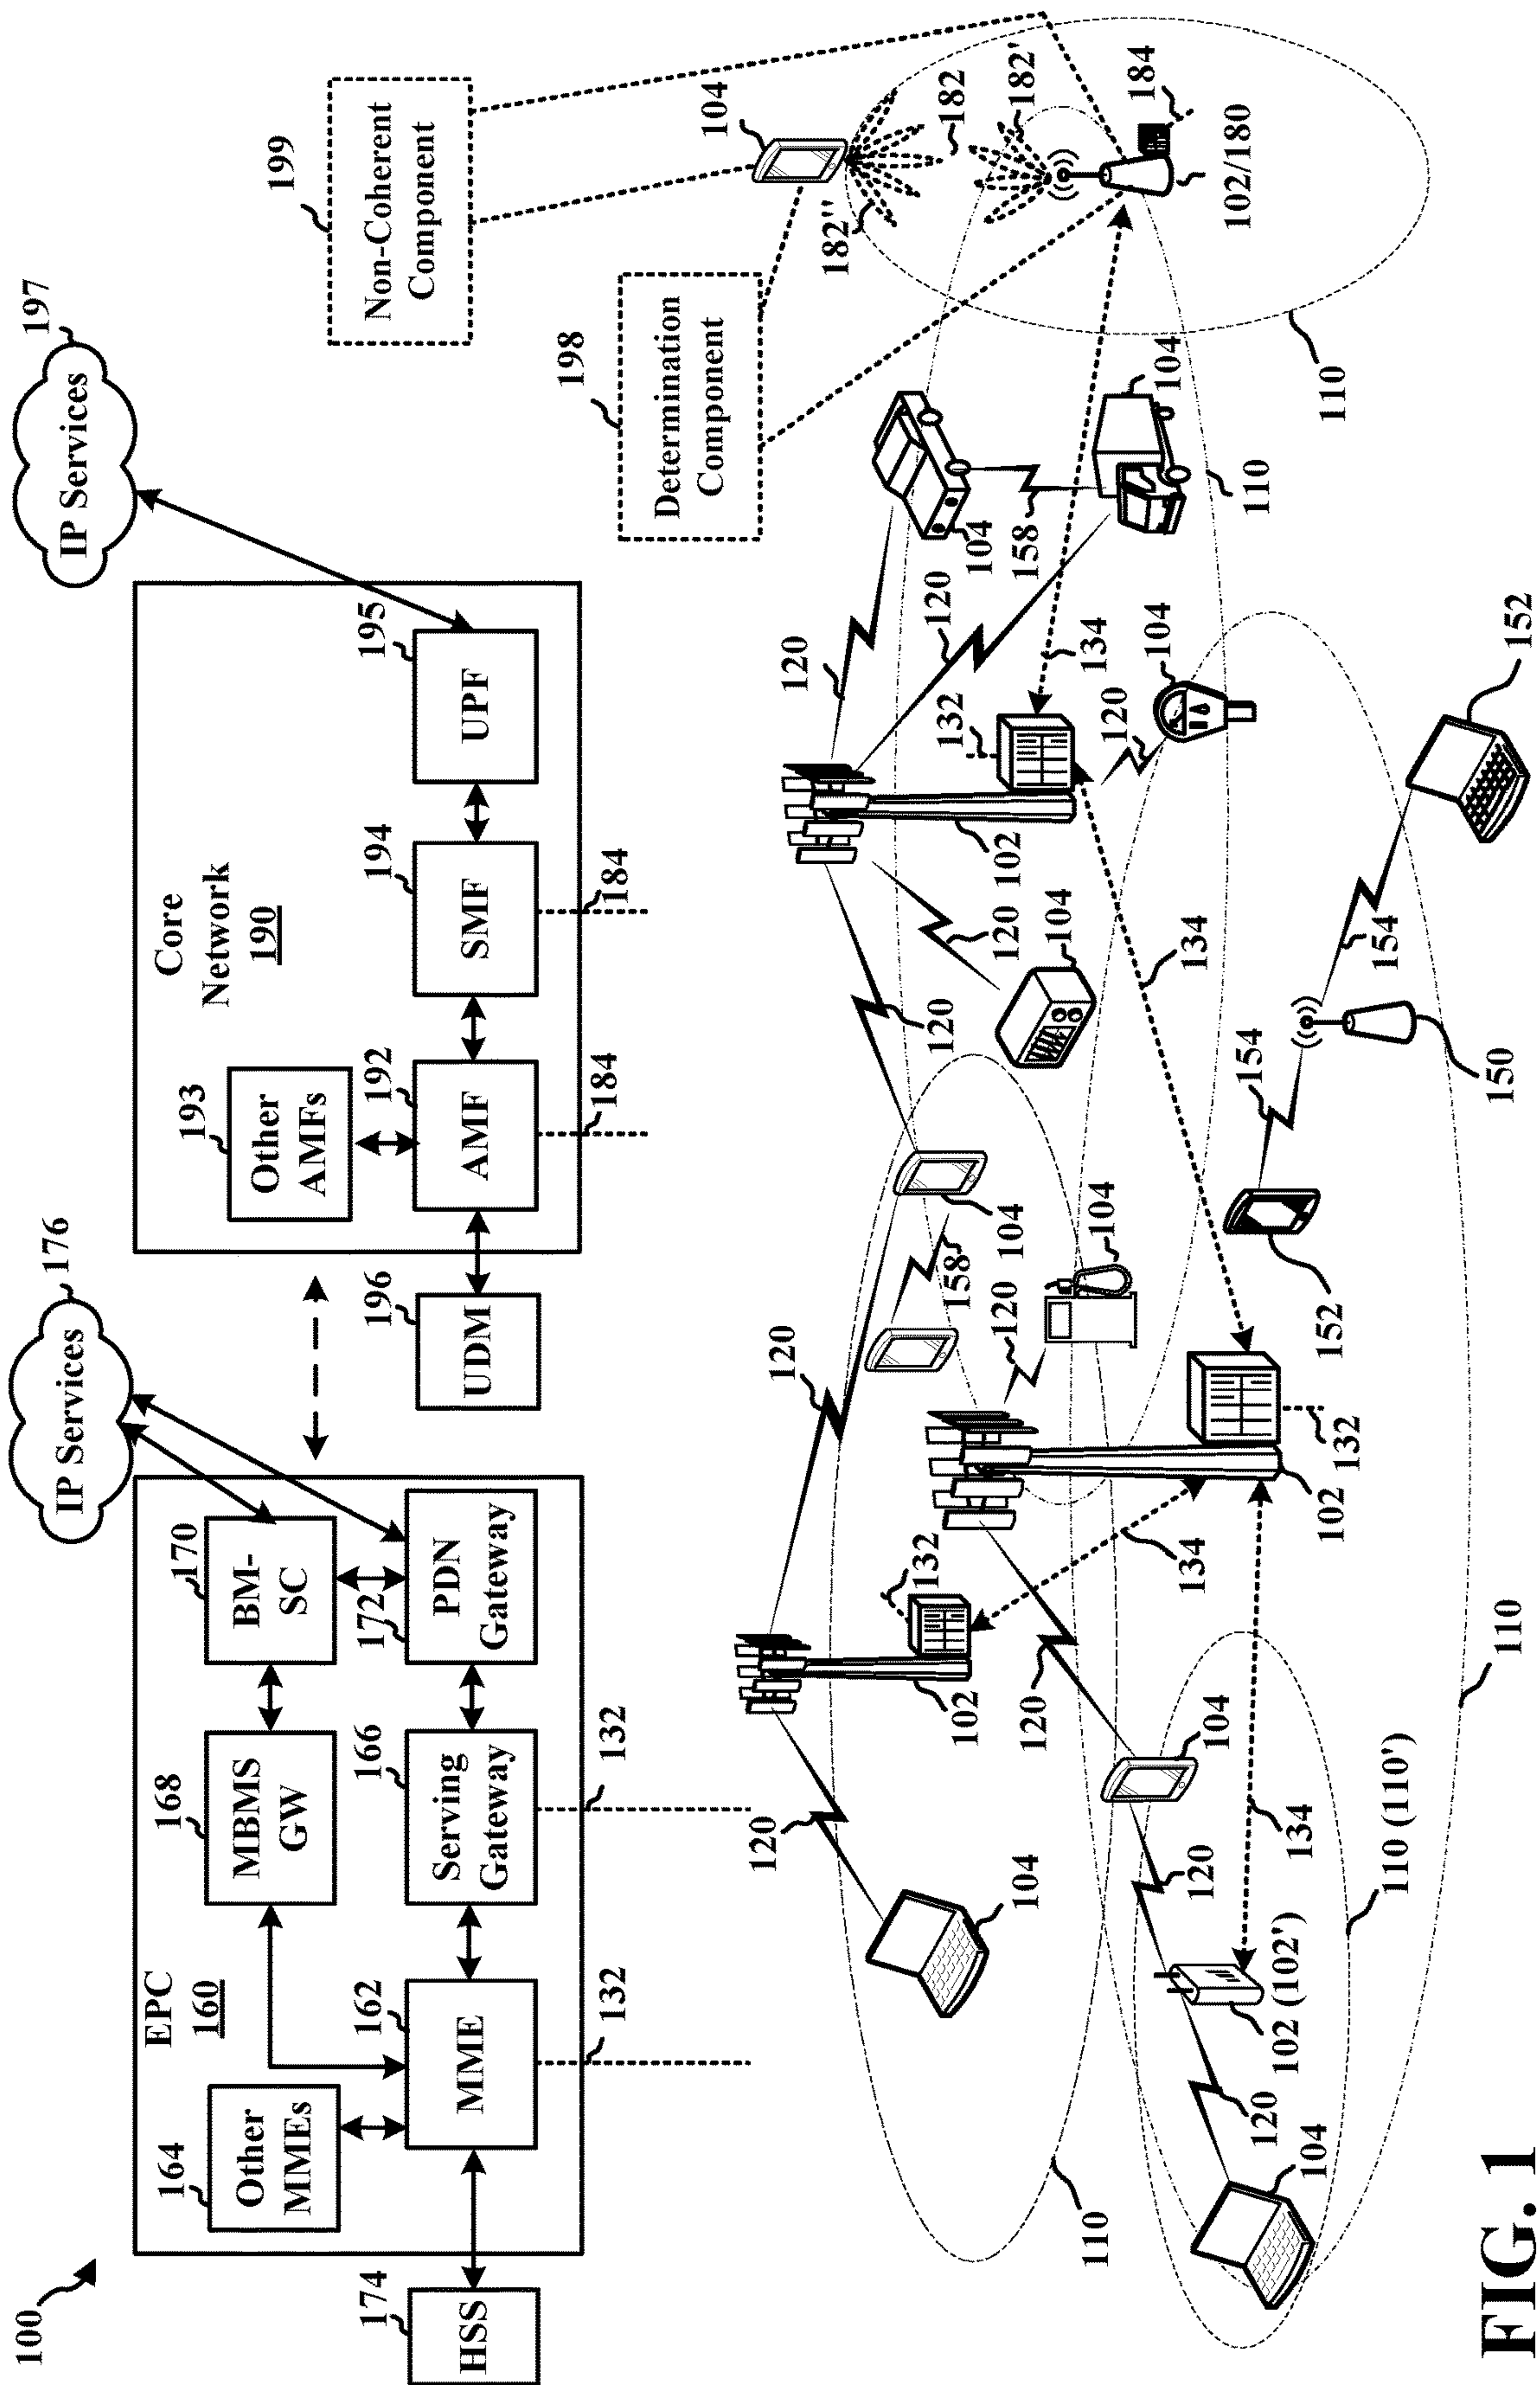 100
EPC
160
164
Other
MMEs
168
MBMS
GW
170
BM-
SC
176
IP Services
162
MME
166
Serving
Gateway
172
PDN
Gateway
174
HSS
132
132
Core
Network
190
193
Other
AMFs
192
AMF
194
SMF
195
UPF
196
UDM
184
184
197
IP Services
199
Non-Coherent
Component
198
Determination
Component
104
182''
182
182'
184
102/180
110
120
104
158
104
110
120
134
132
102
120
104
120
104
120
134
120
158
104
120
104
132
102
134
120
104
110
120
132
102
134
120
104
120
102 (102')
120
104
134
110 (110')
110
152
154
150
154
152
FIG. 1